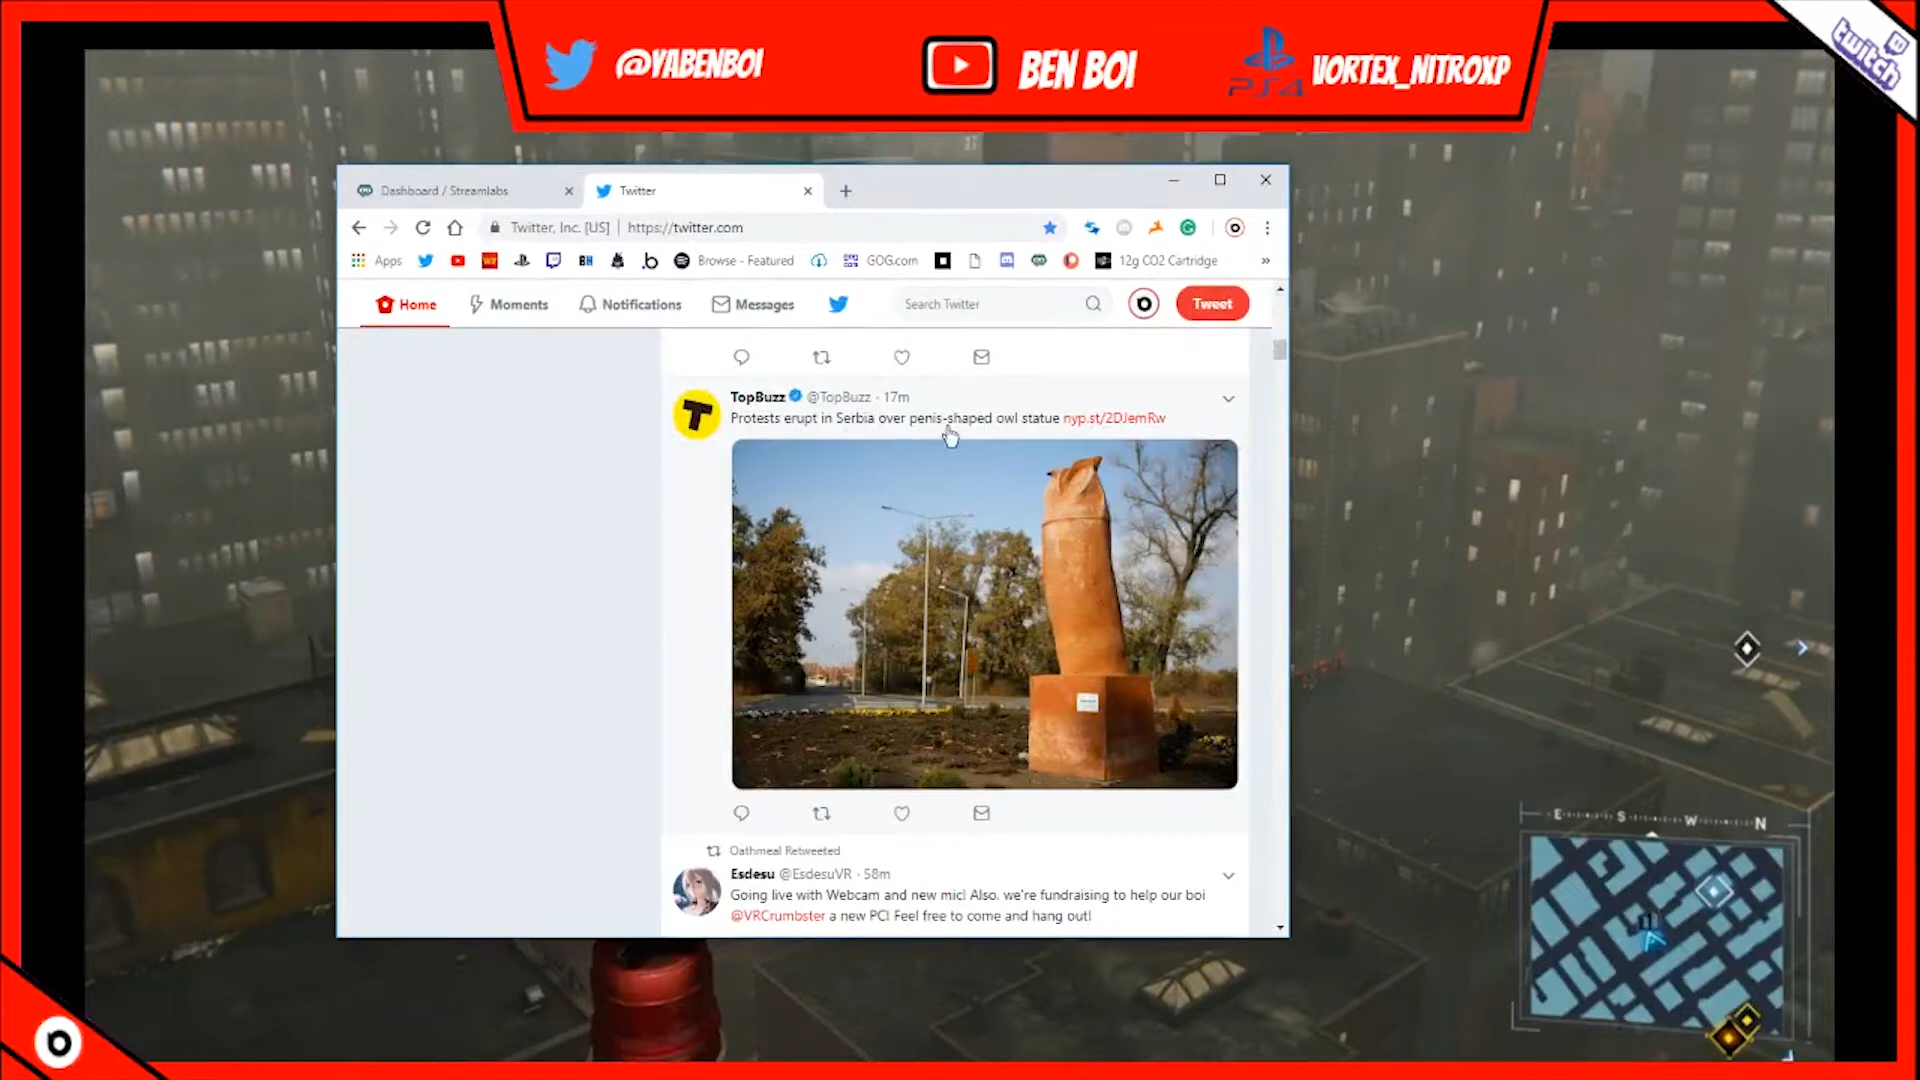 @YABENBOI
BEN BOI
PS4
VORTEX_NITROXP
twitch
Dashboard / Streamlabs
Twitter
Twitter, Inc. [US] | https://twitter.com
Apps
BH
.b
Browse - Featured
GOG.com
12g CO2 Cartridge
»
Home
Moments
Notifications
Messages
Search Twitter
Tweet
TopBuzz @TopBuzz · 17m
Protests erupt in Serbia over penis-shaped owl statue nyp.st/2DJemRw
Oathmeal Retweeted
Esdesu @EsdesuVR · 58m
Going live with Webcam and new mic! Also. we're fundraising to help our boi
@VRCrumbster a new PC! Feel free to come and hang out!
E S W N